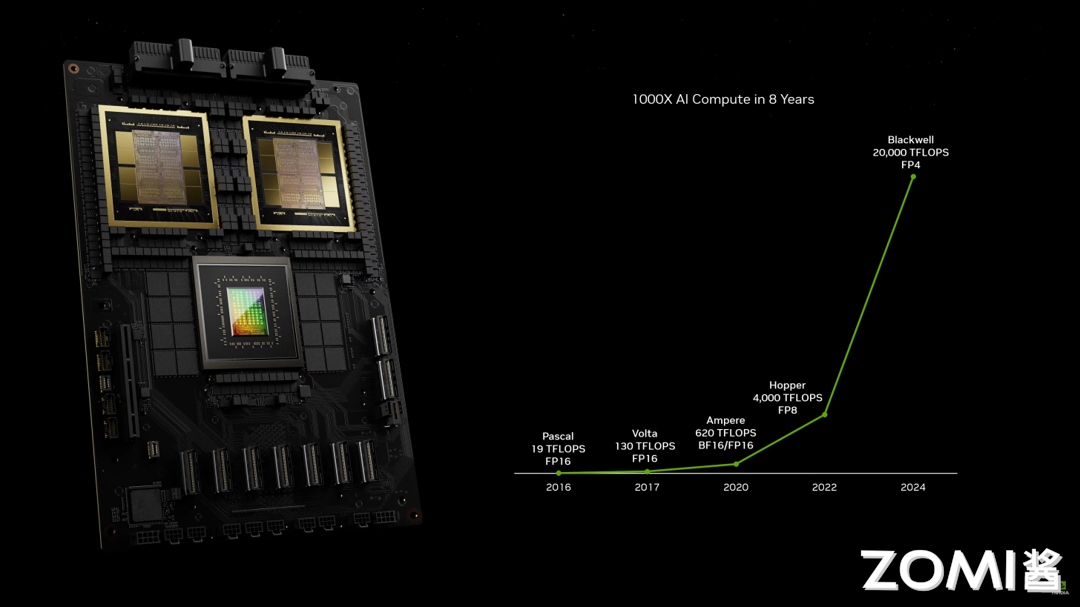 1000X AI Compute in 8 Years
Blackwell
20,000 TFLOPS
FP4
Hopper
4,000 TFLOPS
FP8
Ampere
620 TFLOPS
BF16/FP16
Volta
130 TFLOPS
FP16
Pascal
19 TFLOPS
FP16
2016
2017
2020
2022
2024
ZOMI酱
NVIDIA